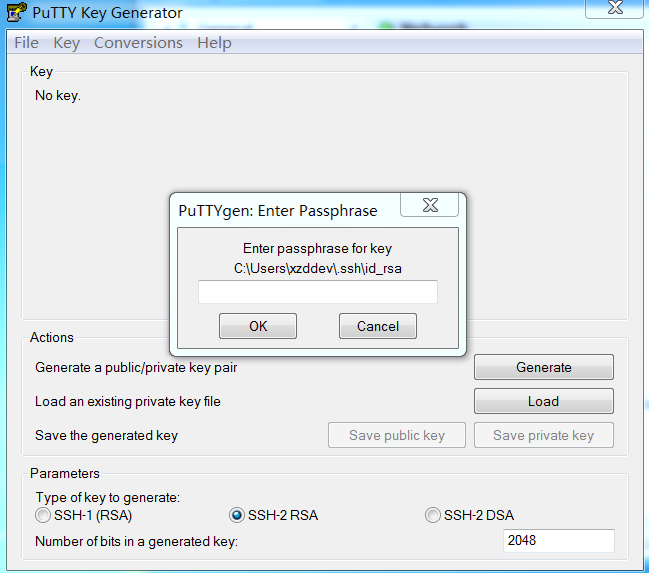 PuTTY Key Generator
File Key Conversions Help
Key
No key.
PuTTYgen: Enter Passphrase
Enter passphrase for key
C:\Users\xzddev\.ssh\id_rsa
OK Cancel
Actions
Generate a public/private key pair Generate
Load an existing private key file Load
Save the generated key Save public key Save private key
Parameters
Type of key to generate:
SSH-1 (RSA) SSH-2 RSA SSH-2 DSA
Number of bits in a generated key: 2048